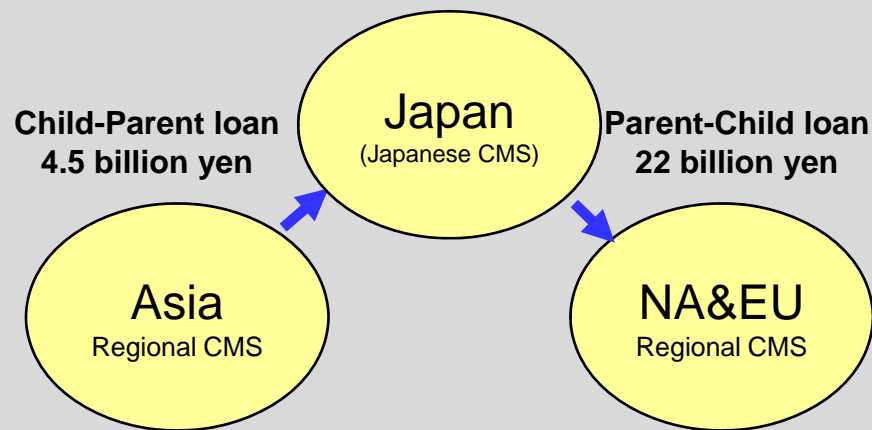 Child-Parent loan
4.5 billion yen
Japan
(Japanese CMS)
Parent-Child loan
22 billion yen
Asia
Regional CMS
NA&EU
Regional CMS